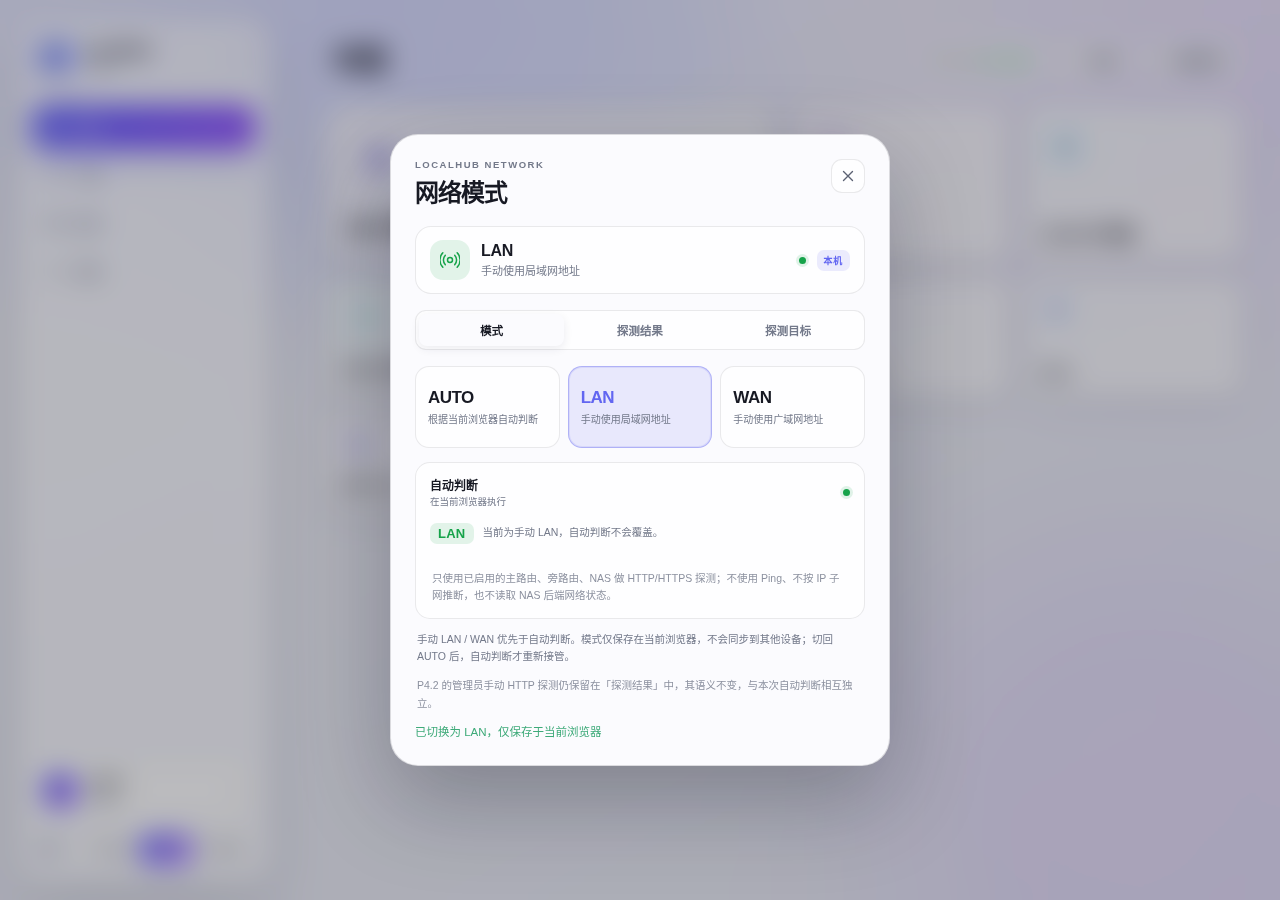 LOCALHUB NETWORK
网络模式
LAN
手动使用局域网地址
本机
模式
探测结果
探测目标
AUTO
根据当前浏览器自动判断
LAN
手动使用局域网地址
WAN
手动使用广域网地址
自动判断
在当前浏览器执行
LAN
当前为手动 LAN，自动判断不会覆盖。
只使用已启用的主路由、旁路由、NAS 做 HTTP/HTTPS 探测；不使用 Ping、不按 IP 子
网推断，也不读取 NAS 后端网络状态。
手动 LAN / WAN 优先于自动判断。模式仅保存在当前浏览器，不会同步到其他设备；切回
AUTO 后，自动判断才重新接管。
P4.2 的管理员手动 HTTP 探测仍保留在「探测结果」中，其语义不变，与本次自动判断相互独
立。
已切换为 LAN，仅保存于当前浏览器